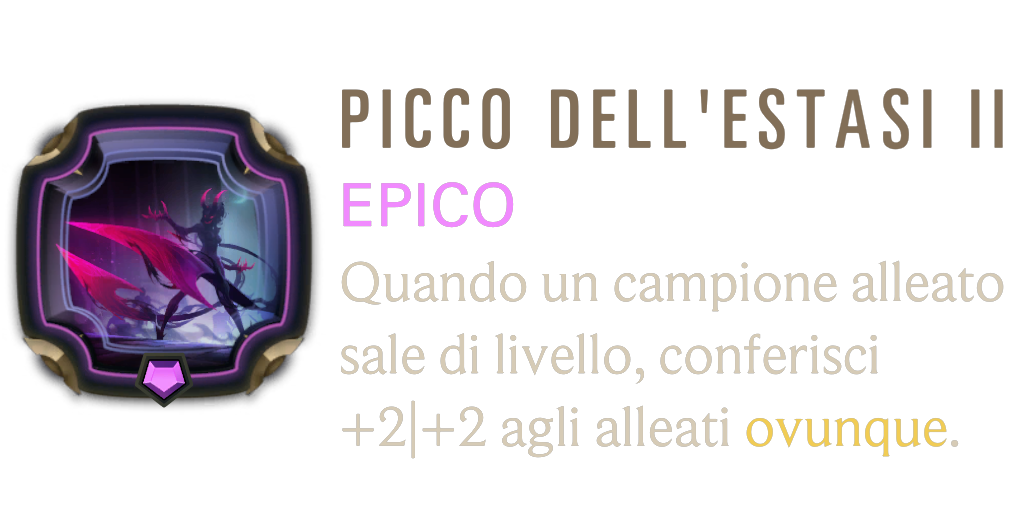 PICCO DELL'ESTASI II
EPICO
Quando un campione alleato
sale di livello, conferisci
+2|+2 agli alleati ovunque.